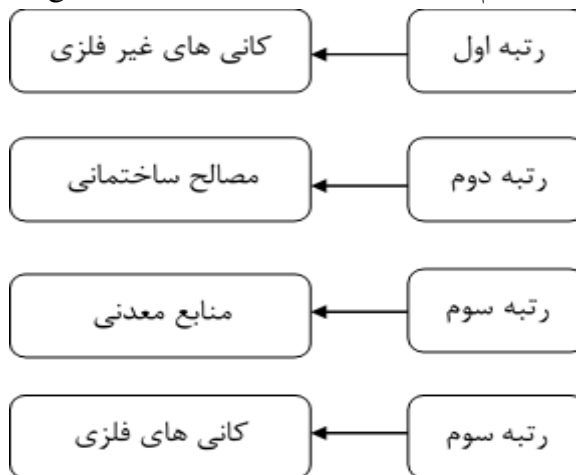 رتبه اول
کانی های غیر فلزی
رتبه دوم
مصالح ساختمانی
رتبه سوم
منابع معدنی
رتبه سوم
کانی های فلزی